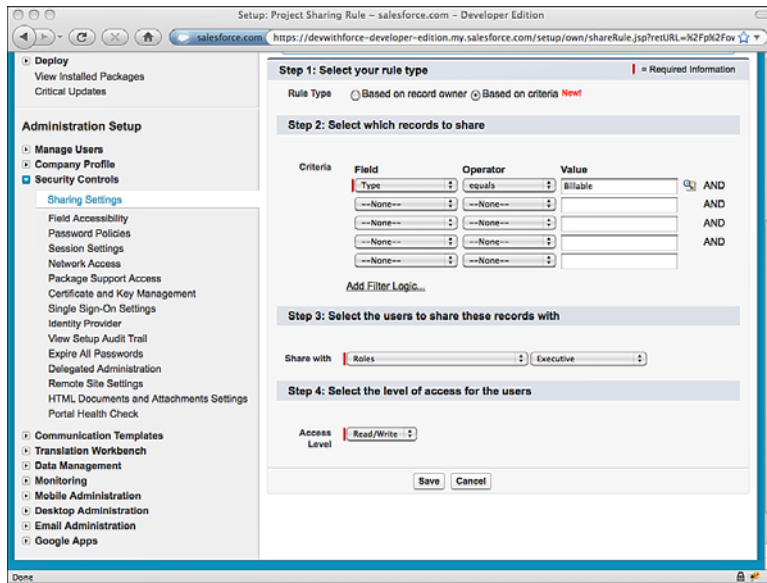 Setup: Project Sharing Rule – salesforce.com – Developer Edition
salesforce.com https://devwithforce-developer-edition.my.salesforce.com/setup/own/shareRule.jsp?retURL=%2Fp%2Fow
Deploy
View Installed Packages
Critical Updates
Administration Setup
Manage Users
Company Profile
Security Controls
Sharing Settings
Field Accessibility
Password Policies
Session Settings
Network Access
Package Support Access
Certificate and Key Management
Single Sign-On Settings
Identity Provider
View Setup Audit Trail
Expire All Passwords
Delegated Administration
Remote Site Settings
HTML Documents and Attachments Settings
Portal Health Check
Communication Templates
Translation Workbench
Data Management
Monitoring
Mobile Administration
Desktop Administration
Email Administration
Google Apps
Step 1: Select your rule type
= Required Information
Rule Type Based on record owner Based on criteria New!
Step 2: Select which records to share
Criteria Field Operator Value
Type equals Billable AND
--None-- --None-- AND
--None-- --None-- AND
--None-- --None-- AND
--None-- --None--
Add Filter Logic...
Step 3: Select the users to share these records with
Share with Roles Executive
Step 4: Select the level of access for the users
Access Level Read/Write
Save Cancel
Done